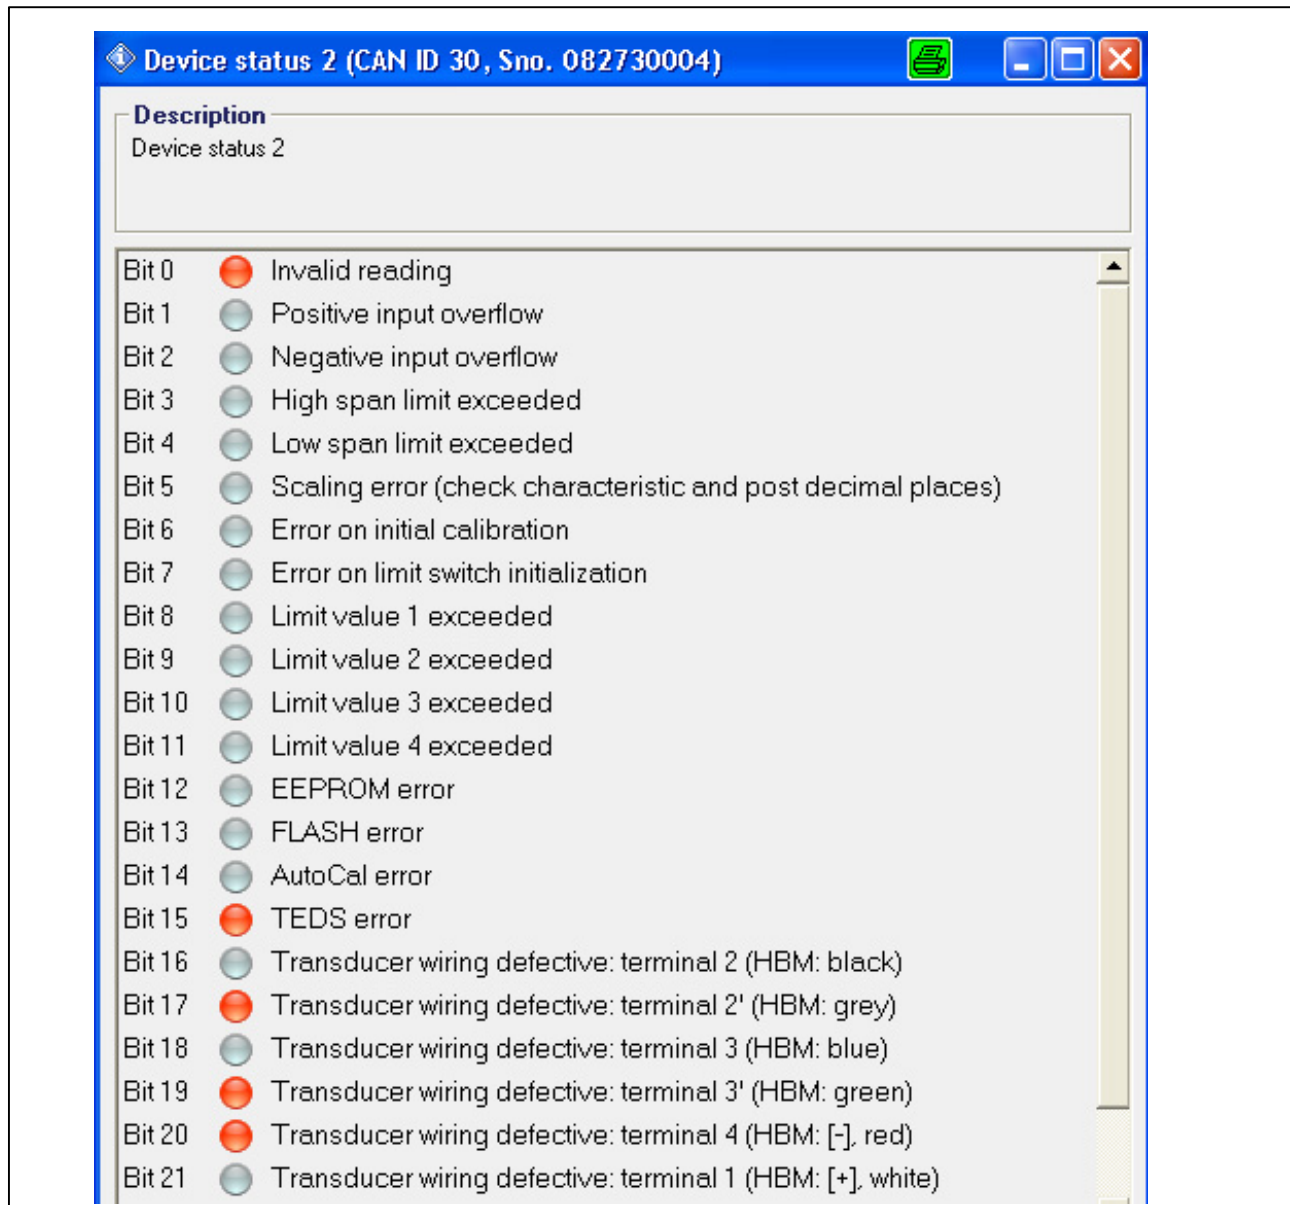 Device status 2 (CAN ID 30, Sno. 082730004)
Description
Device status 2
Bit 0 Invalid reading
Bit 1 Positive input overflow
Bit 2 Negative input overflow
Bit 3 High span limit exceeded
Bit 4 Low span limit exceeded
Bit 5 Scaling error (check characteristic and post decimal places)
Bit 6 Error on initial calibration
Bit 7 Error on limit switch initialization
Bit 8 Limit value 1 exceeded
Bit 9 Limit value 2 exceeded
Bit 10 Limit value 3 exceeded
Bit 11 Limit value 4 exceeded
Bit 12 EEPROM error
Bit 13 FLASH error
Bit 14 AutoCal error
Bit 15 TEDS error
Bit 16 Transducer wiring defective: terminal 2 (HBM: black)
Bit 17 Transducer wiring defective: terminal 2' (HBM: grey)
Bit 18 Transducer wiring defective: terminal 3 (HBM: blue)
Bit 19 Transducer wiring defective: terminal 3' (HBM: green)
Bit 20 Transducer wiring defective: terminal 4 (HBM: [-], red)
Bit 21 Transducer wiring defective: terminal 1 (HBM: [+], white)